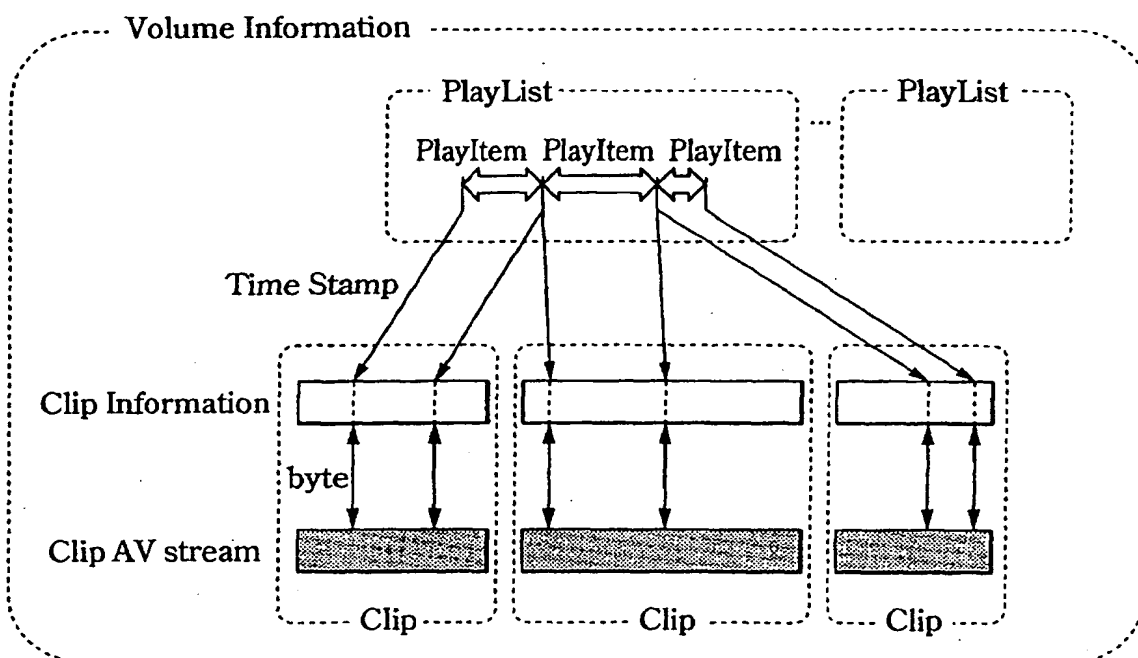 Volume Information
PlayList
PlayList
...
PlayItem PlayItem PlayItem
Time Stamp
Clip Information
byte
Clip AV stream
Clip
Clip
Clip